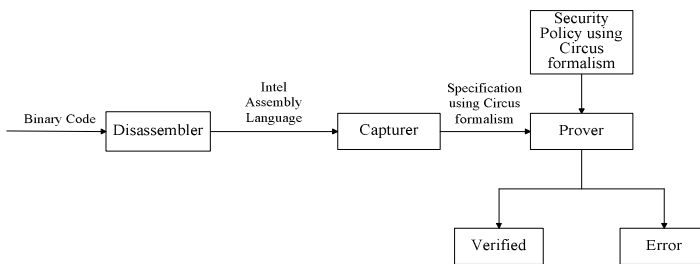 Security
Policy using
Circus
formalism
Binary Code
Disassembler
Intel
Assembly
Language
Capturer
Specification
using Circus
formalism
Prover
Verified
Error